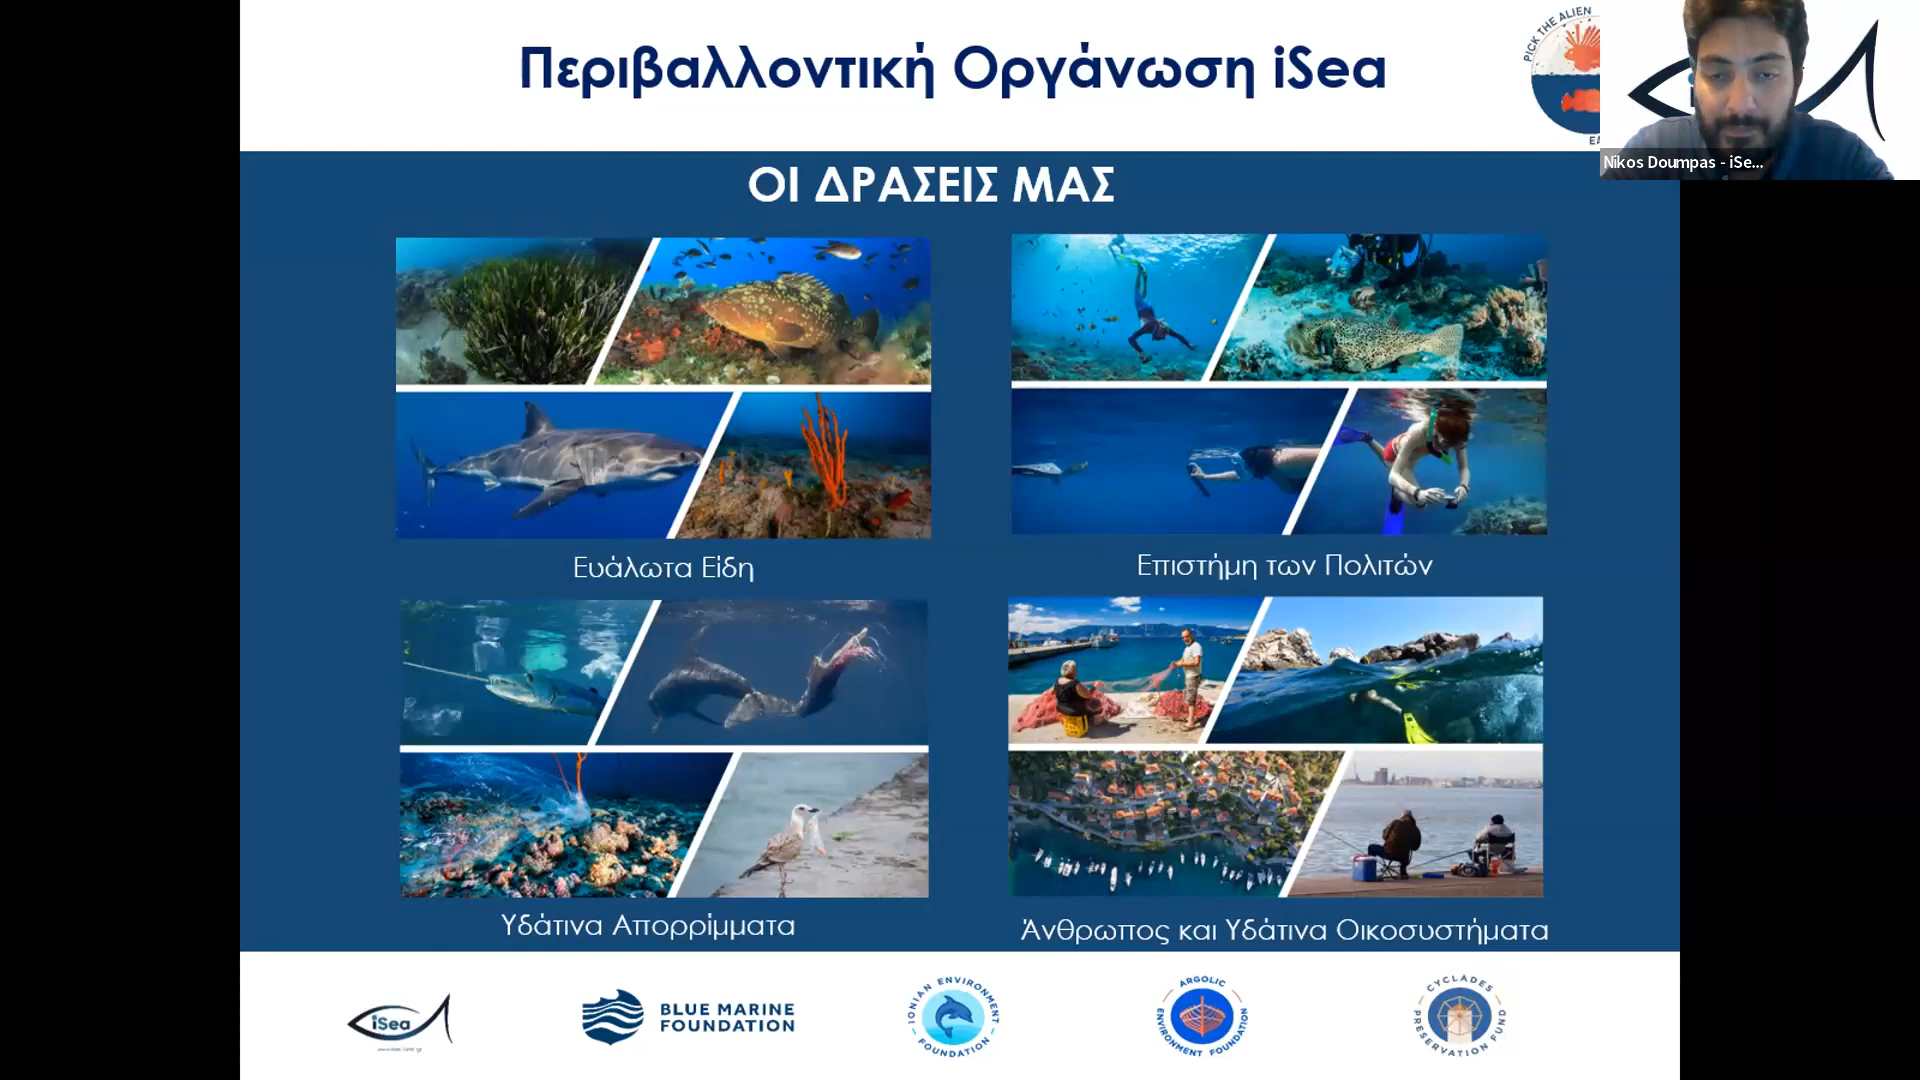 Περιβαλλοντική Οργάνωση iSea
PICK THE ALIEN
Nikos Doumpas - iSe...
ΟΙ ΔΡΑΣΕΙΣ ΜΑΣ
Ευάλωτα Είδη
Επιστήμη των Πολιτών
Υδάτινα Απορρίμματα
Άνθρωπος και Υδάτινα Οικοσυστήματα
iSea
BLUE MARINE
FOUNDATION
IONIAN ENVIRONMENT
FOUNDATION
ARGOLIC
ENVIRONMENT FOUNDATION
CYCLADES
PRESERVATION FUND